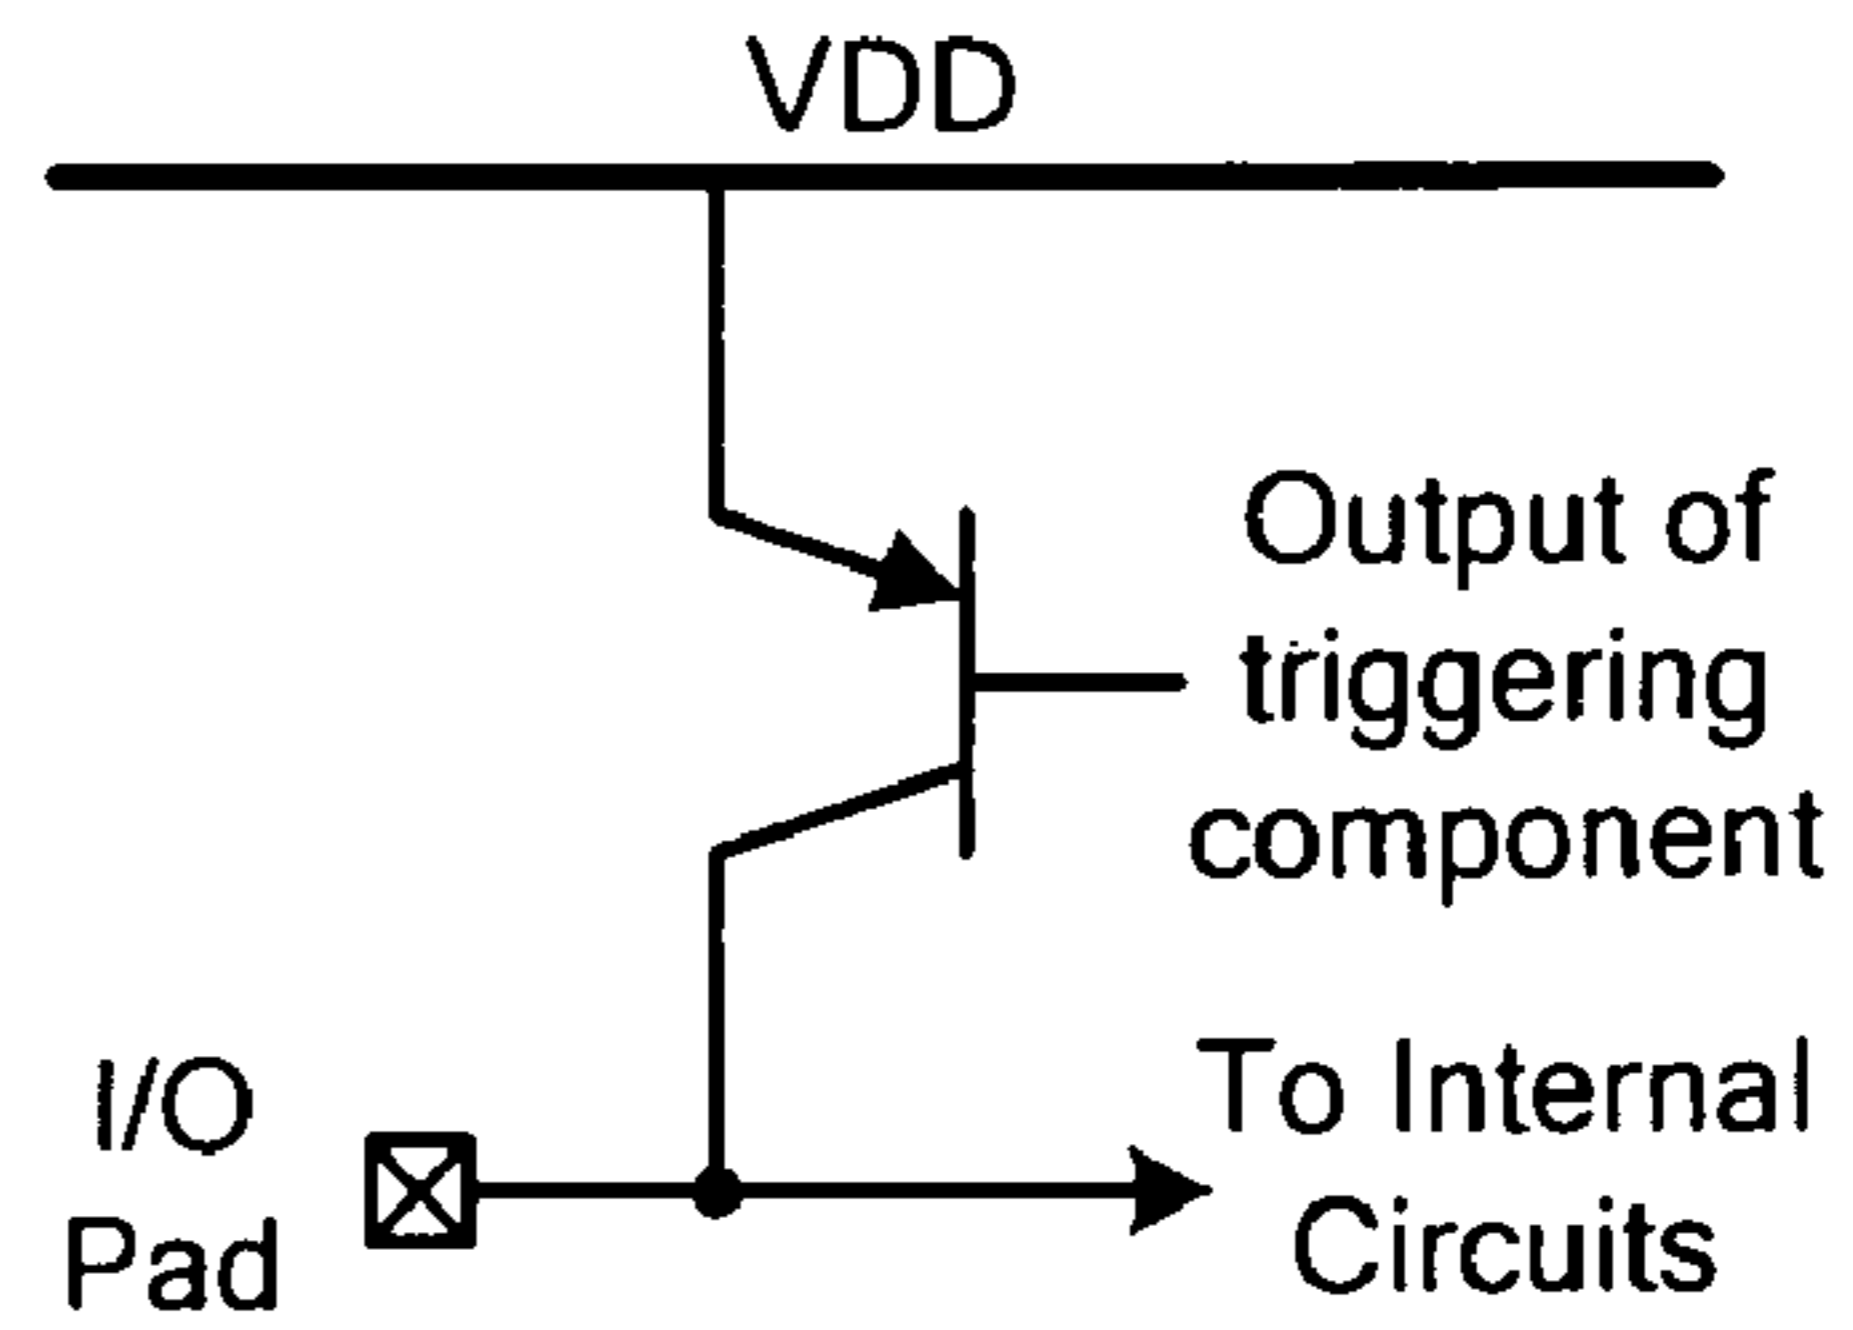 VDD
Output of
triggering
component
I/O
Pad
To Internal
Circuits